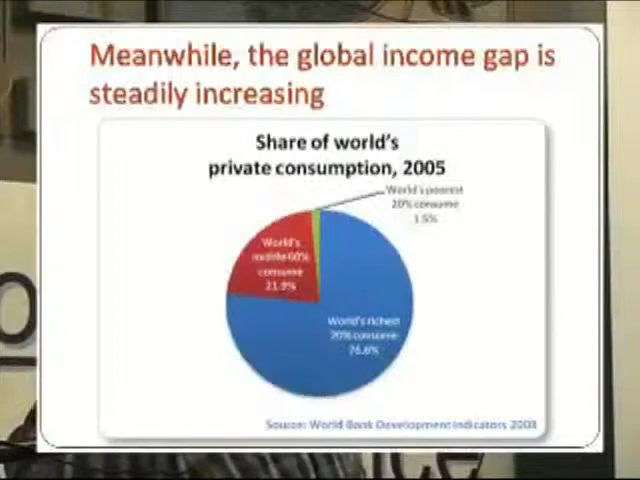 Meanwhile, the global income gap is
steadily increasing
Share of world's
private consumption, 2005
World's poorest
20% consume
1.5%
World's
middle 60%
consume
21.9%
World's richest
20% consume
76.6%
Source: World Bank Development Indicators 2008
o
ice